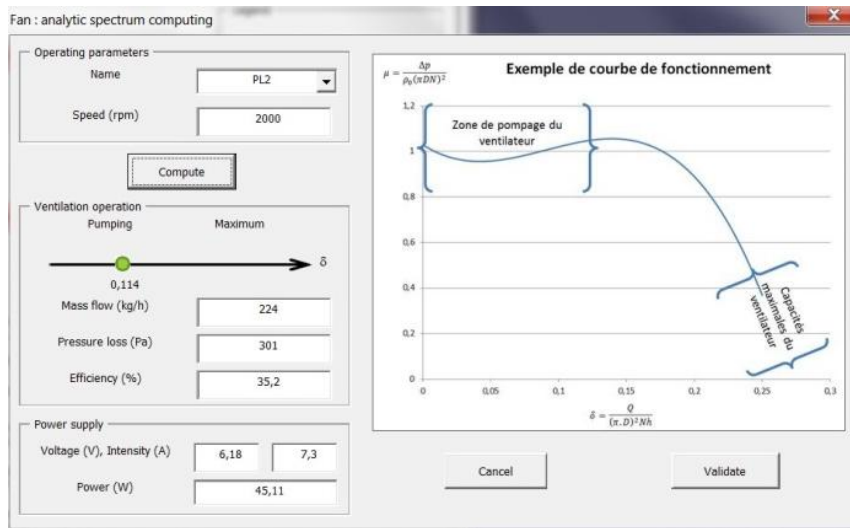 Fan : analytic spectrum computing
X
Operating parameters
Name
PL2
Speed (rpm)
2000
Compute
Ventilation operation
Pumping
Maximum
δ
0,114
Mass flow (kg/h)
224
Pressure loss (Pa)
301
Efficiency (%)
35,2
Power supply
Voltage (V), Intensity (A)
6,18
7,3
Power (W)
45,11
μ = Δp / ρ₀(πDN)²
Exemple de courbe de fonctionnement
1,2
1
0,8
0,6
0,4
0,2
0
Zone de pompage du
ventilateur
Capacités
maximales du
ventilateur
0
0,05
0,1
0,15
0,2
0,25
0,3
δ = Q / (π.D)²Nh
Cancel
Validate